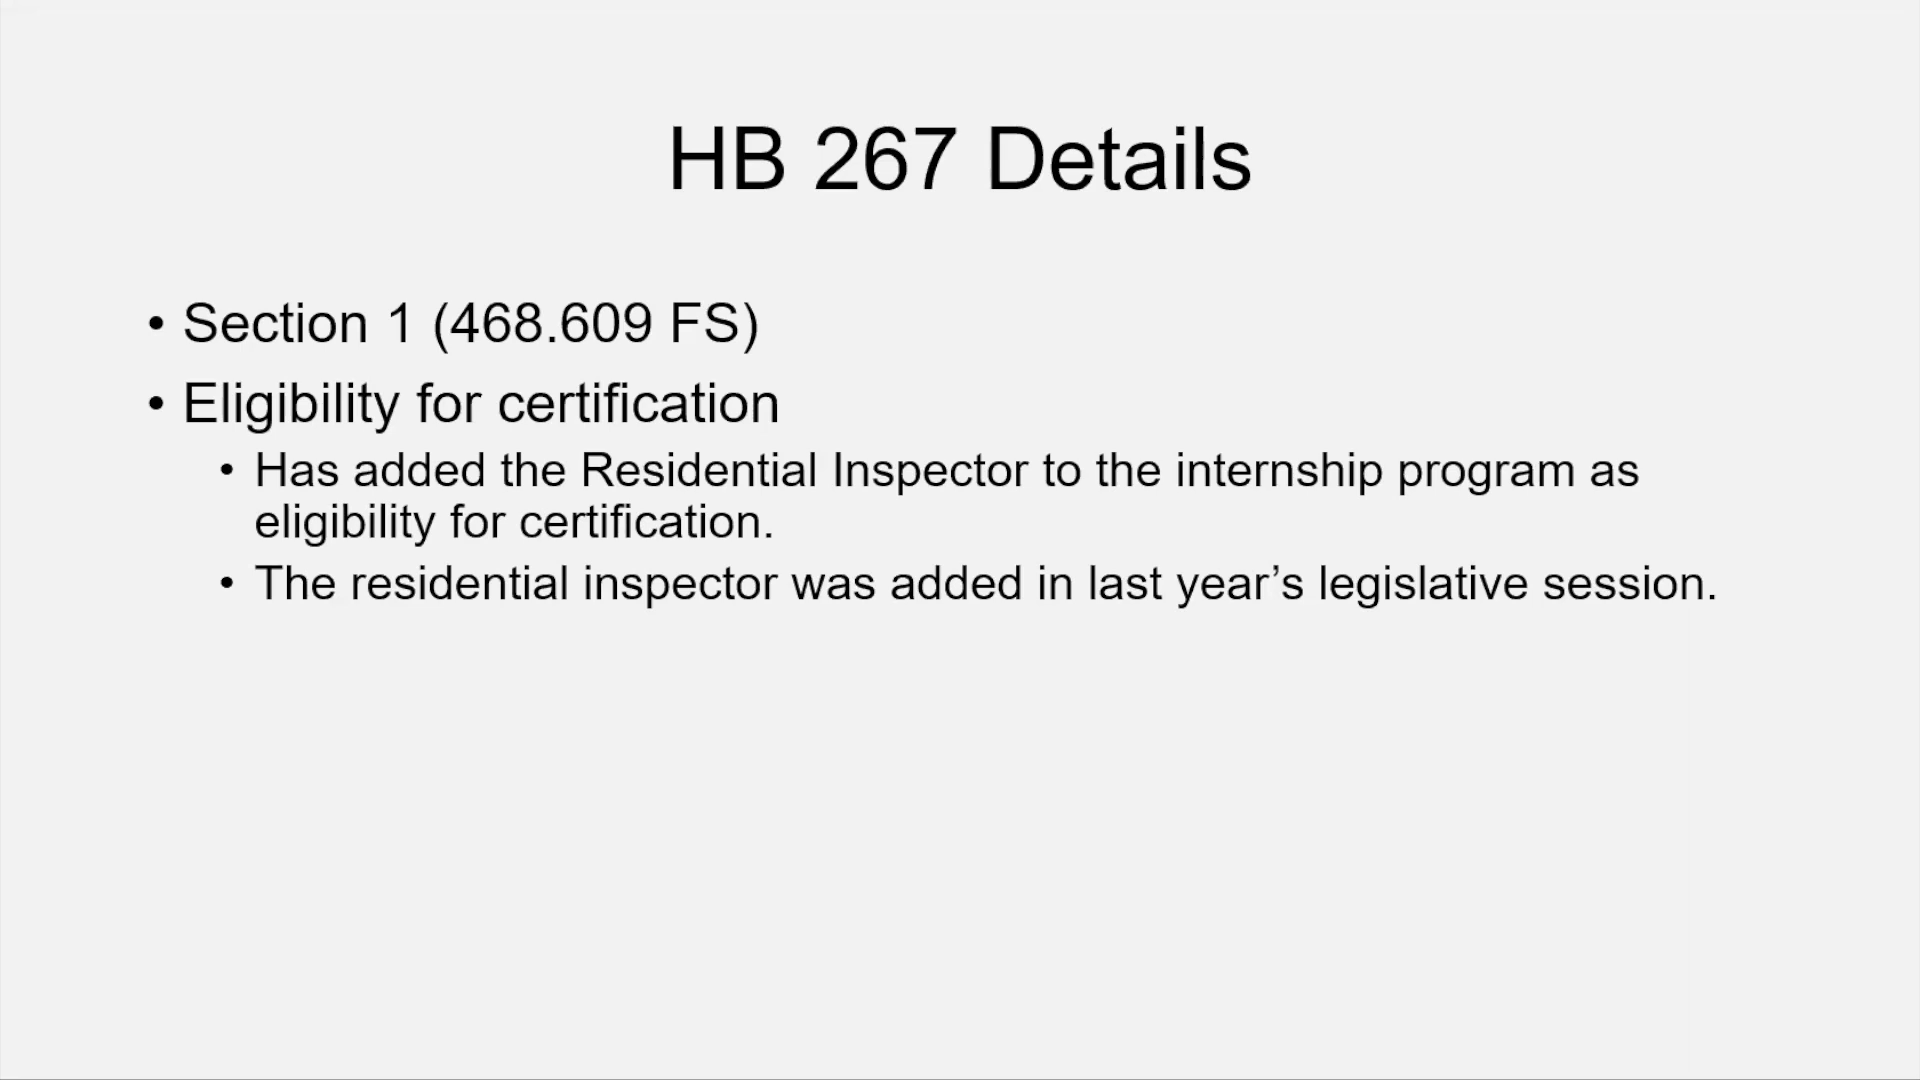 HB 267 Details
• Section 1 (468.609 FS)
• Eligibility for certification
• Has added the Residential Inspector to the internship program as
eligibility for certification.
• The residential inspector was added in last year’s legislative session.